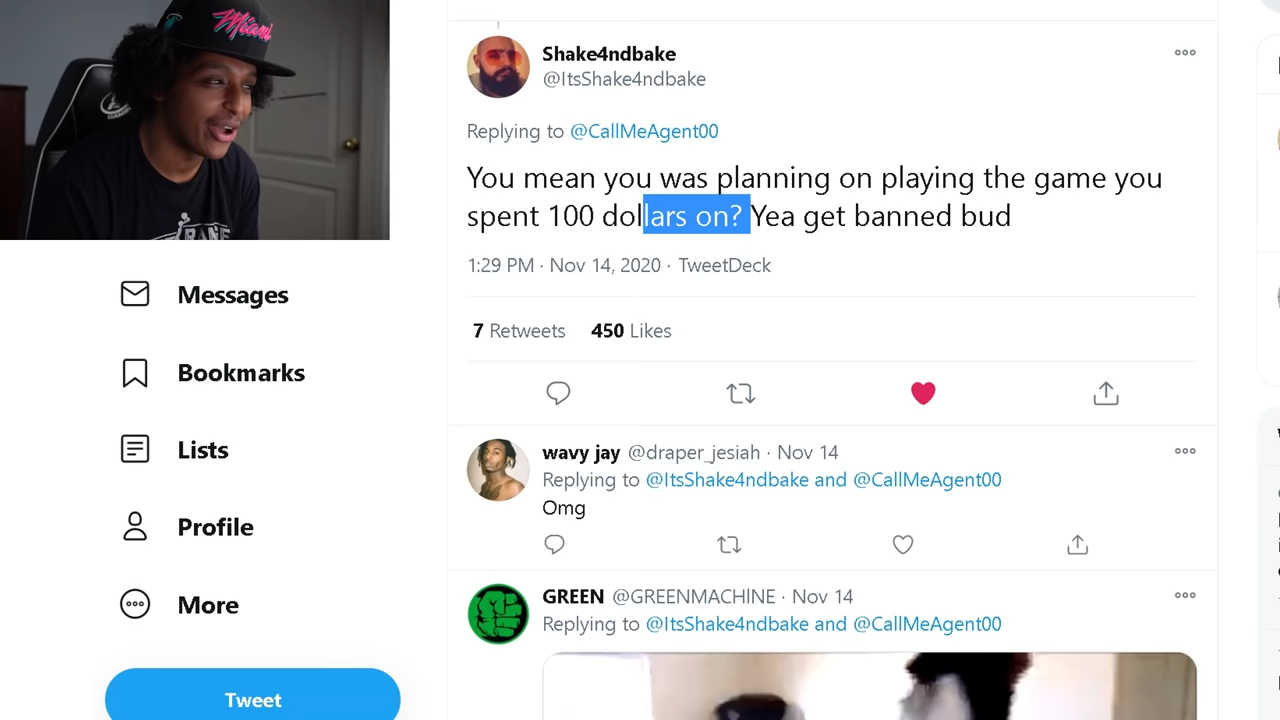 Miami
Shake4ndbake
@ItsShake4ndbake
Replying to @CallMeAgent00
You mean you was planning on playing the game you
spent 100 dollars on? Yea get banned bud
1:29 PM · Nov 14, 2020 · TweetDeck
7 Retweets 450 Likes
Messages
Bookmarks
Lists
Profile
More
Tweet
wavy jay @draper_jesiah · Nov 14
Replying to @ItsShake4ndbake and @CallMeAgent00
Omg
GREEN @GREENMACHlNE · Nov 14
Replying to @ItsShake4ndbake and @CallMeAgent00